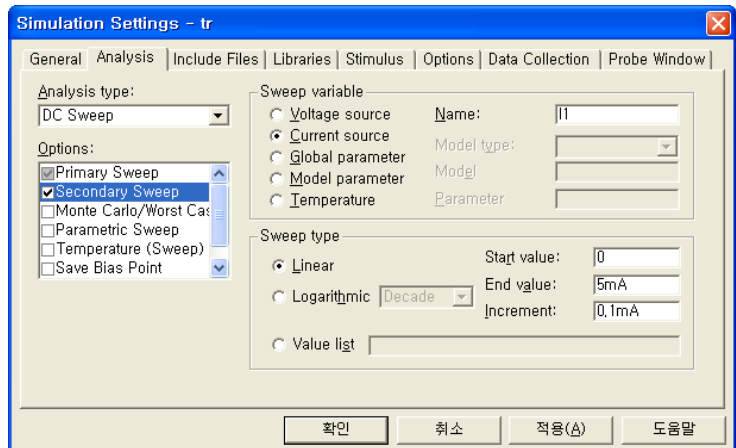 Simulation Settings - tr
General Analysis Include Files Libraries Stimulus Options Data Collection Probe Window
Analysis type:
DC Sweep
Options:
Primary Sweep
Secondary Sweep
Monte Carlo/Worst Cas
Parametric Sweep
Temperature (Sweep)
Save Bias Point
Sweep variable
Voltage source
Current source
Global parameter
Model parameter
Temperature
Name: I1
Model type:
Model
Parameter
Sweep type
Linear
Logarithmic Decade
Value list
Start value: 0
End value: 5mA
Increment: 0.1mA
확인 취소 적용(A) 도움말